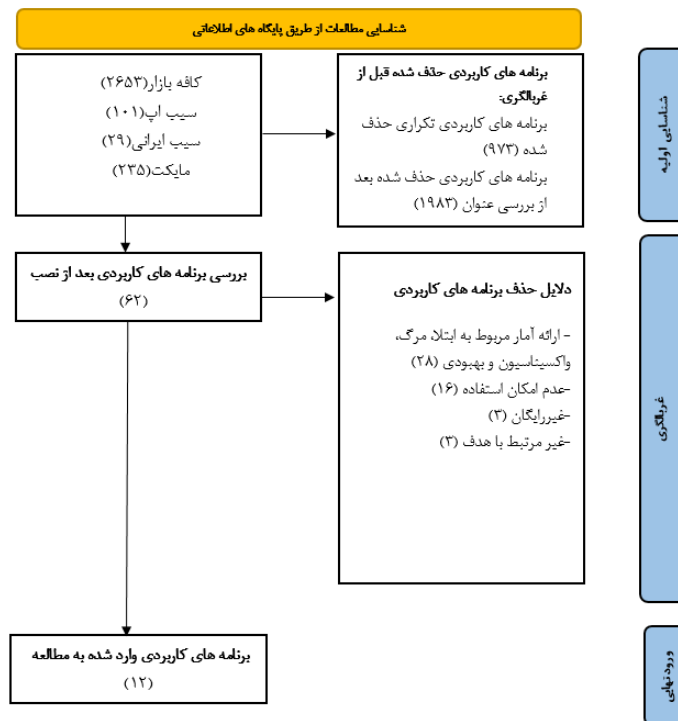 شناسایی مطالعات از طریق پایگاه های اطلاعاتی
شناسایی اولیه
کافه بازار(۲۶۵۳)
سیب اپ(۱۰۱)
سیب ایرانی(۲۹)
مایکت(۲۳۵)
برنامه های کاربردی حذف شده قبل از
غربالگری:
برنامه های کاربردی تکراری حذف
شده (۹۷۳)
برنامه های کاربردی حذف شده بعد
از بررسی عنوان (۱۹۸۳)
غربالگری
بررسی برنامه های کاربردی بعد از نصب
(۶۲)
دلایل حذف برنامه های کاربردی
- ارائه آمار مربوط به ابتلا، مرگ،
واکسیناسیون و بهبودی (۲۸)
-عدم امکان استفاده (۱۶)
-غیررایگان (۳)
-غیر مرتبط با هدف (۳)
ورود نهایی
برنامه های کاربردی وارد شده به مطالعه
(۱۲)